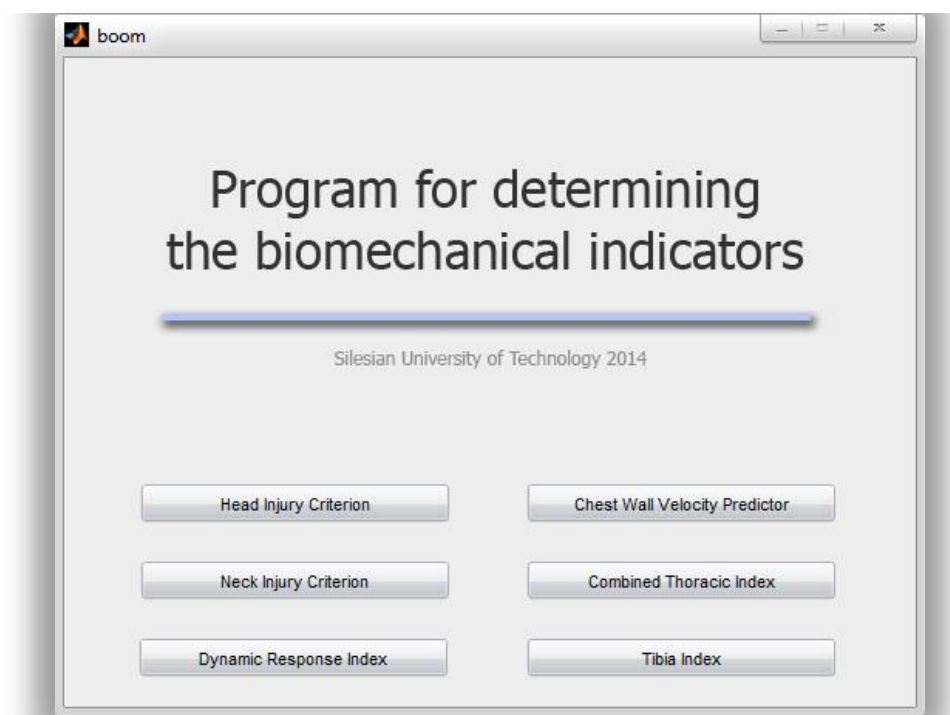 boom
Program for determining
the biomechanical indicators
Silesian University of Technology 2014
Head Injury Criterion
Chest Wall Velocity Predictor
Neck Injury Criterion
Combined Thoracic Index
Dynamic Response Index
Tibia Index